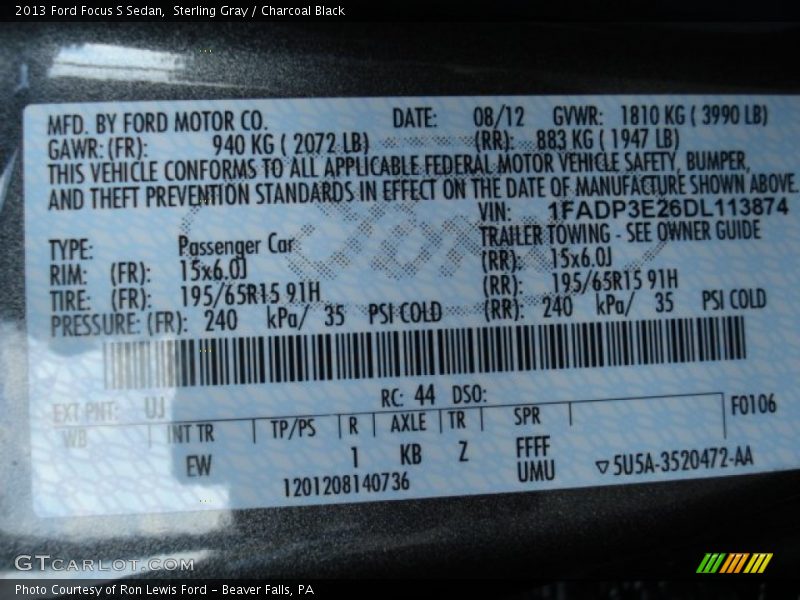 2013 Ford Focus S Sedan, Sterling Gray / Charcoal Black
MFD. BY FORD MOTOR CO. DATE: 08/12 GVWR: 1810 KG ( 3990 LB)
GAWR: (FR): 940 KG ( 2072 LB) (RR): 883 KG ( 1947 LB)
THIS VEHICLE CONFORMS TO ALL APPLICABLE FEDERAL MOTOR VEHICLE SAFETY, BUMPER,
AND THEFT PREVENTION STANDARDS IN EFFECT ON THE DATE OF MANUFACTURE SHOWN ABOVE.
VIN: 1FADP3E26DL113874
TYPE: Passenger Car TRAILER TOWING - SEE OWNER GUIDE
RIM: (FR): 15x6.0J (RR): 15x6.0J
TIRE: (FR): 195/65R15 91H (RR): 195/65R15 91H
PRESSURE: (FR): 240 kPa/ 35 PSI COLD (RR): 240 kPa/ 35 PSI COLD
EXT PNT: UJ RC: 44 DSO:
WB INT TR TP/PS R AXLE TR SPR F0106
EW 1 KB Z FFFF
UMU
1201208140736 ▽5U5A-3520472-AA
GTCARLOT.COM
Photo Courtesy of Ron Lewis Ford - Beaver Falls, PA